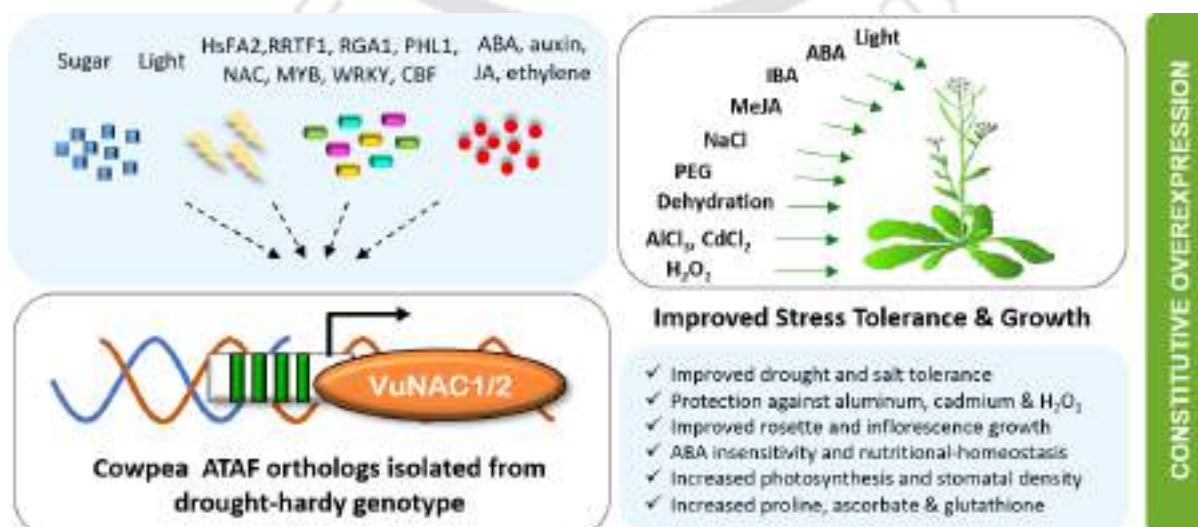 Sugar
Light
HsFA2,RRTF1, RGA1, PHL1,
NAC, MYB, WRKY, CBF
ABA, auxin,
JA, ethylene
VuNAC1/2
Cowpea ATAF orthologs isolated from
drought-hardy genotype
Light
ABA
IBA
MeJA
NaCl
PEG
Dehydration
AlCl₃, CdCl₂
H₂O₂
Improved Stress Tolerance & Growth
✓ Improved drought and salt tolerance
✓ Protection against aluminum, cadmium & H₂O₂
✓ Improved rosette and inflorescence growth
✓ ABA insensitivity and nutritional-homeostasis
✓ Increased photosynthesis and stomatal density
✓ Increased proline, ascorbate & glutathione
CONSTITUTIVE OVEREXPRESSION